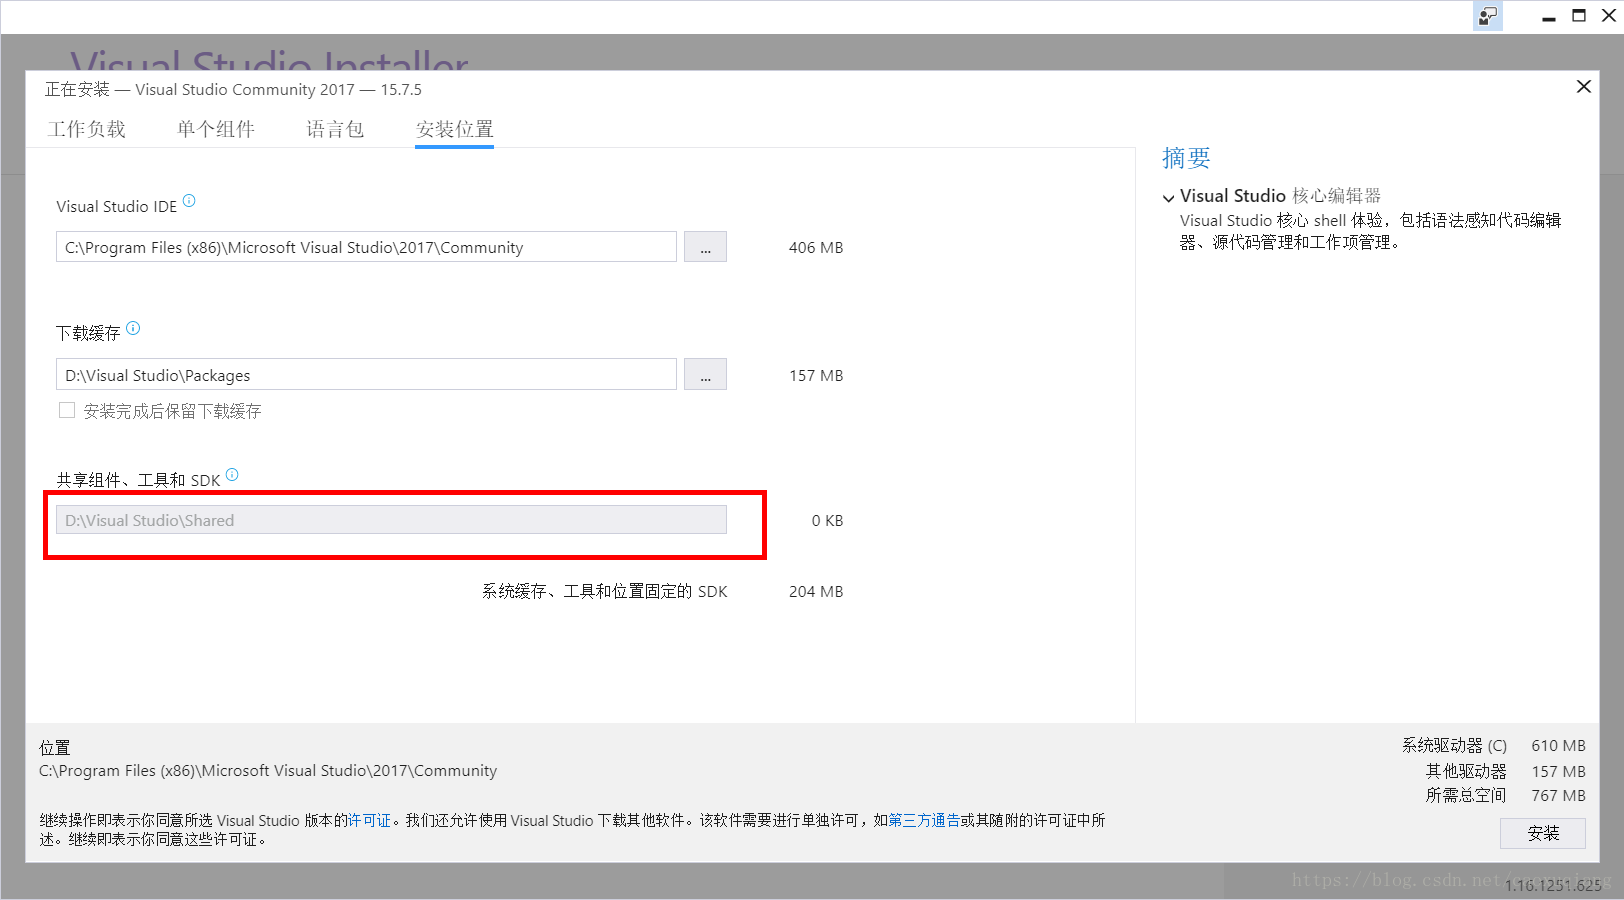 Visual Studio Installer
正在安装 — Visual Studio Community 2017 — 15.7.5
工作负载 单个组件 语言包 安装位置
Visual Studio IDE
C:\Program Files (x86)\Microsoft Visual Studio\2017\Community ... 406 MB
下载缓存
D:\Visual Studio\Packages ... 157 MB
安装完成后保留下载缓存
共享组件、工具和 SDK
D:\Visual Studio\Shared 0 KB
系统缓存、工具和位置固定的 SDK 204 MB
摘要
Visual Studio 核心编辑器
Visual Studio 核心 shell 体验，包括语法感知代码编辑
器、源代码管理和工作项管理。
位置
C:\Program Files (x86)\Microsoft Visual Studio\2017\Community
继续操作即表示你同意所选 Visual Studio 版本的许可证。我们还允许使用 Visual Studio 下载其他软件。该软件需要进行单独许可，如第三方通告或其随附的许可证中所
述。继续即表示你同意这些许可证。
系统驱动器 (C) 610 MB
其他驱动器 157 MB
所需总空间 767 MB
安装
1.16.1251.625